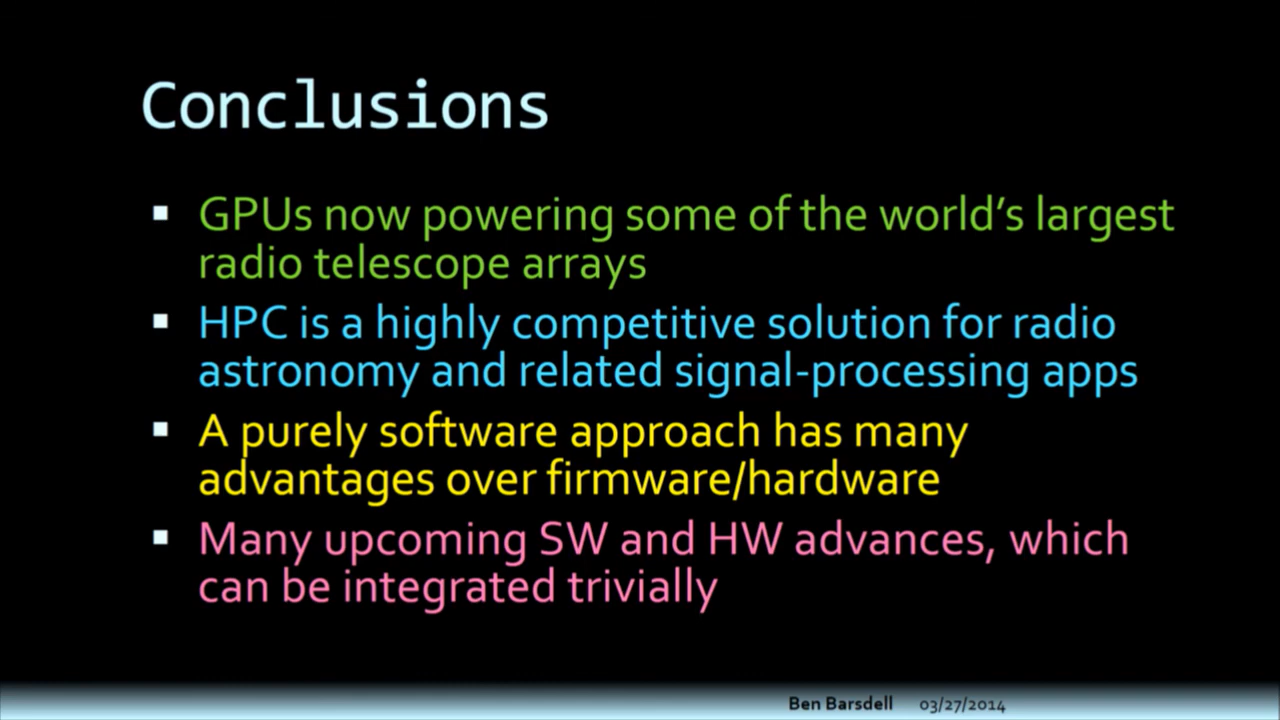 Conclusions
GPUs now powering some of the world’s largest
radio telescope arrays
HPC is a highly competitive solution for radio
astronomy and related signal-processing apps
A purely software approach has many
advantages over firmware/hardware
Many upcoming SW and HW advances, which
can be integrated trivially
Ben Barsdell 03/27/2014